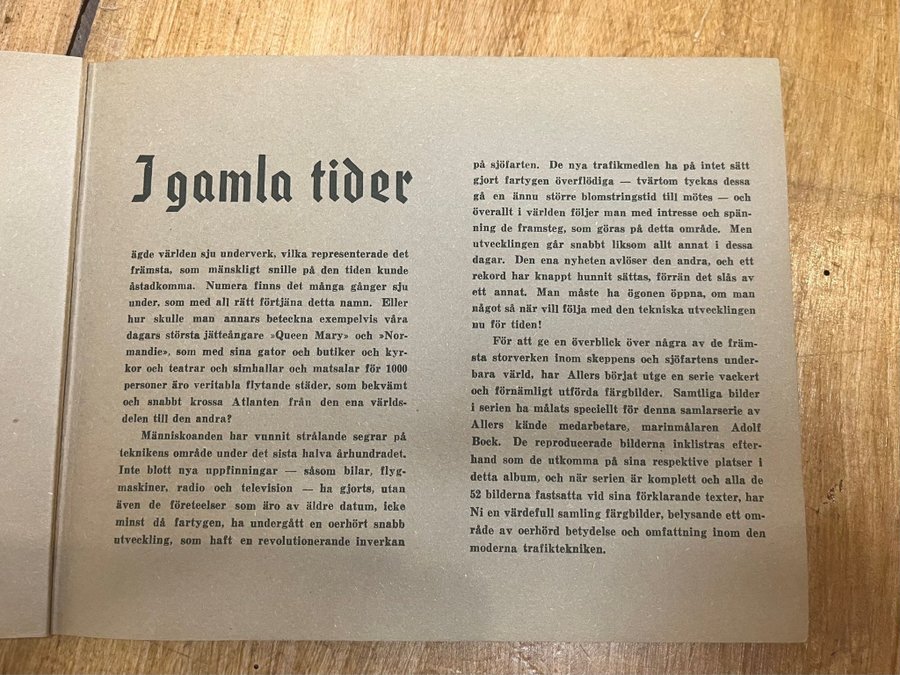 I gamla tider
ägde världen sju underverk, vilka representerade det
främsta, som mänskligt snille på den tiden kunde
åstadkomma. Numera finns det många gånger sju
under, som med all rätt förtjäna detta namn. Eller
hur skulle man annars beteckna exempelvis våra
dagars största jätteångare »Queen Mary» och »Nor-
mandie», som med sina gator och butiker och kyr-
kor och teatrar och simhallar och matsalar för 1000
personer äro veritabla flytande städer, som bekvämt
och snabbt krossa Atlanten från den ena världs-
delen till den andra?
Människoanden har vunnit strålande segrar på
teknikens område under det sista halva århundradet.
Inte blott nya uppfinningar — såsom bilar, flyg-
maskiner, radio och television — ha gjorts, utan
även de företeelser som äro av äldre datum, icke
minst då fartygen, ha undergått en oerhört snabb
utveckling, som haft en revolutionerande inverkan
på sjöfarten. De nya trafikmedlen ha på intet sätt
gjort fartygen överflödiga — tvärtom tyckas dessa
gå en ännu större blomstringstid till mötes — och
överallt i världen följer man med intresse och spän-
ning de framsteg, som göras på detta område. Men
utvecklingen går snabbt liksom allt annat i dessa
dagar. Den ena nyheten avlöser den andra, och ett
rekord har knappt hunnit sättas, förrän det slås av
ett annat. Man måste ha ögonen öppna, om man
något så när vill följa med den tekniska utvecklingen
nu för tiden!
För att ge en överblick över några av de främ-
sta storverken inom skeppens och sjöfartens under-
bara värld, har Allers börjat utge en serie vackert
och förnämligt utförda färgbilder. Samtliga bilder
i serien ha målats speciellt för denna samlarserie av
Allers kände medarbetare, marinmålaren Adolf
Bock. De reproducerade bilderna inklistras efter-
hand som de utkomma på sina respektive platser i
detta album, och när serien är komplett och alla de
52 bilderna fastsatta vid sina förklarande texter, har
Ni en värdefull samling färgbilder, belysande ett om-
råde av oerhörd betydelse och omfattning inom den
moderna trafiktekniken.